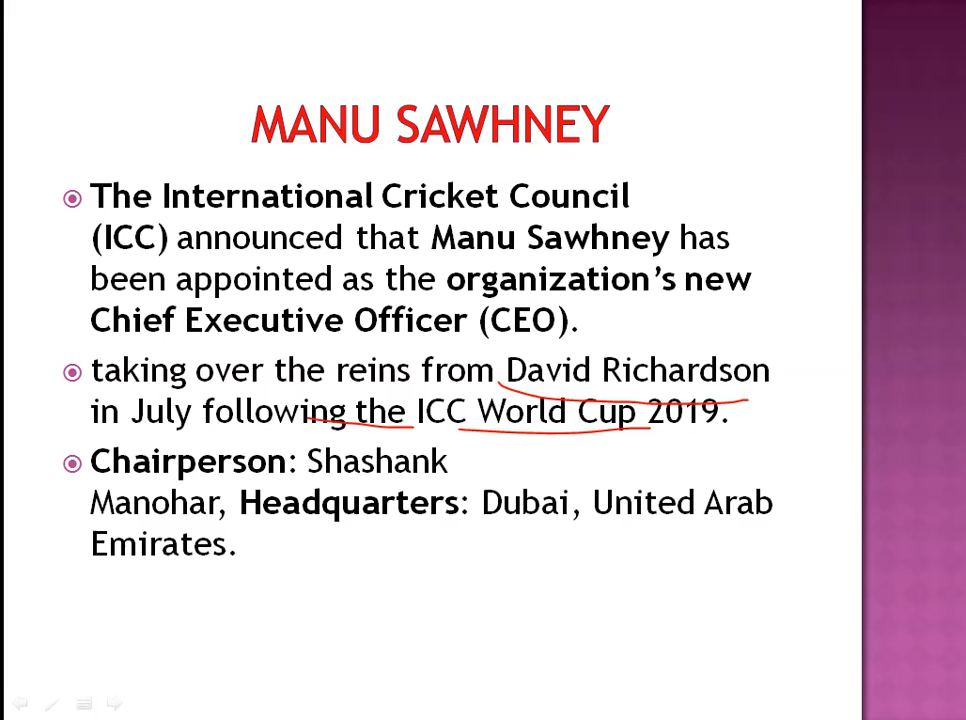 MANU SAWHNEY
The International Cricket Council
(ICC) announced that Manu Sawhney has
been appointed as the organization’s new
Chief Executive Officer (CEO).
taking over the reins from David Richardson
in July following the ICC World Cup 2019.
Chairperson: Shashank
Manohar, Headquarters: Dubai, United Arab
Emirates.